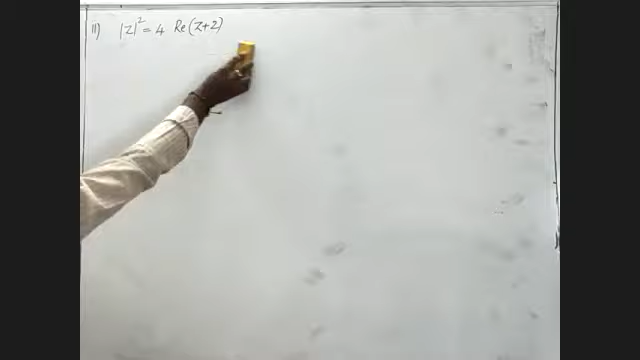 11) |Z|² = 4 Re(Z+2)